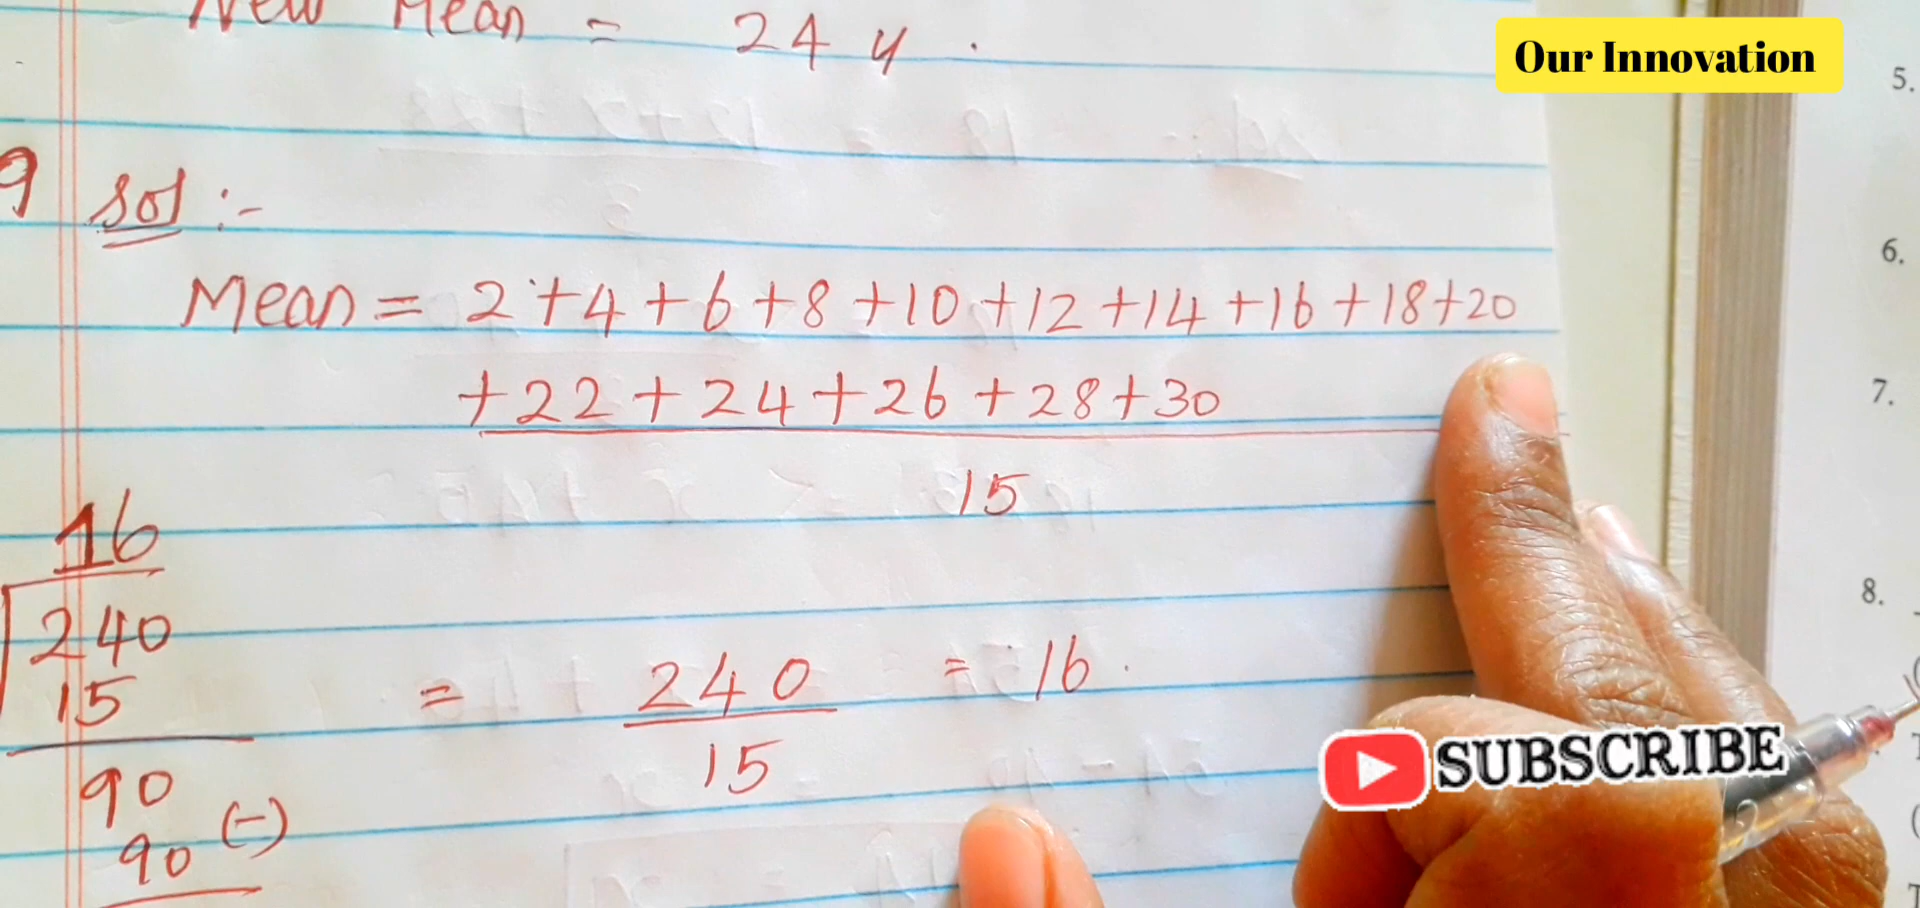 New Mean = 24 y.
Our Innovation
5.
9 Sol :-
6.
Mean = 2+4+6+8+10+12+14+16+18+20
+22+24+26+28+30
7.
15
16
8.
240
15
= 240 = 16.
15
SUBSCRIBE
90
90 (-)